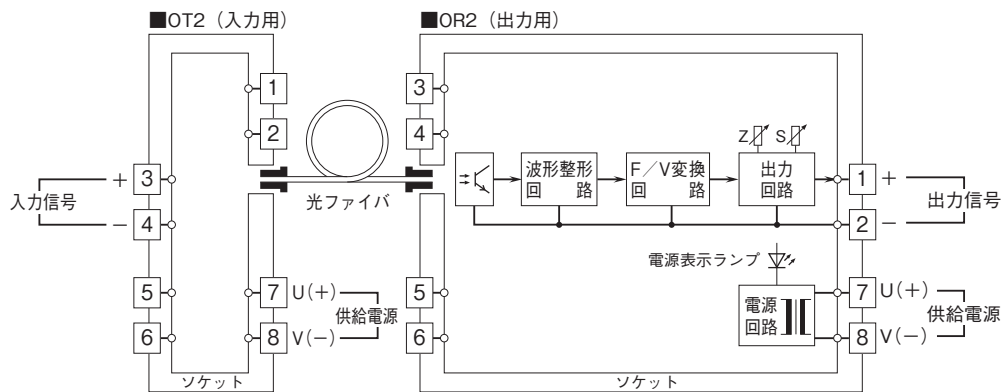 ■OT2（入力用）
1
2
入力信号
+ 3
− 4
5
6
7 U(+)
8 V(−)
供給電源
ソケット
光ファイバ
■OR2（出力用）
3
4
5
6
波形整形
回　路
F／V変換
回　路
Z
S
出力
回路
1 +
2 −
出力信号
電源表示ランプ
電源
回路
7 U(+)
8 V(−)
供給電源
ソケット